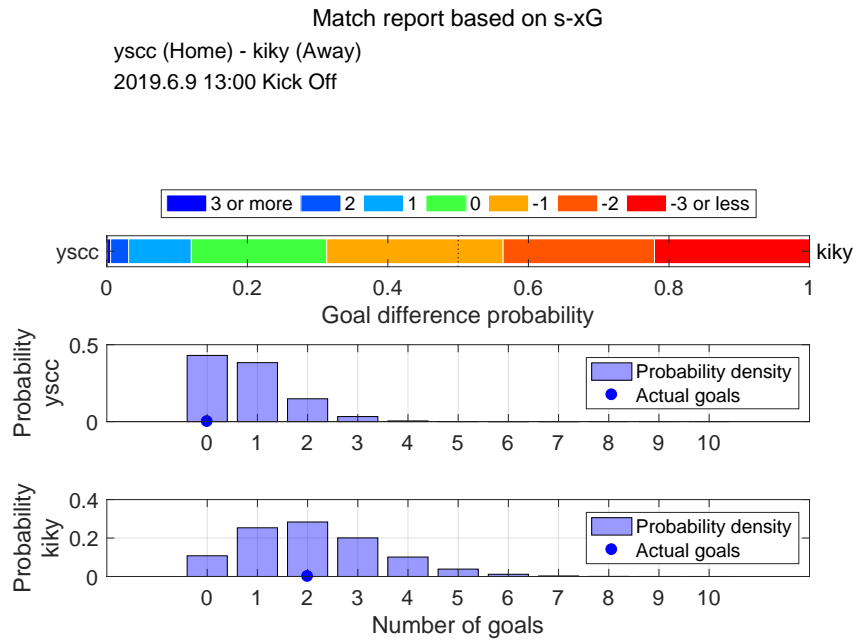 Match report based on s-xG
yscc (Home) - kiky (Away)
2019.6.9 13:00 Kick Off
3 or more 2 1 0 -1 -2 -3 or less
yscc kiky
0 0.2 0.4 0.6 0.8 1
Goal difference probability
Probability
yscc
0.5
0
Probability density
Actual goals
0 1 2 3 4 5 6 7 8 9 10
Probability
kiky
0.4
0.2
0
Probability density
Actual goals
0 1 2 3 4 5 6 7 8 9 10
Number of goals